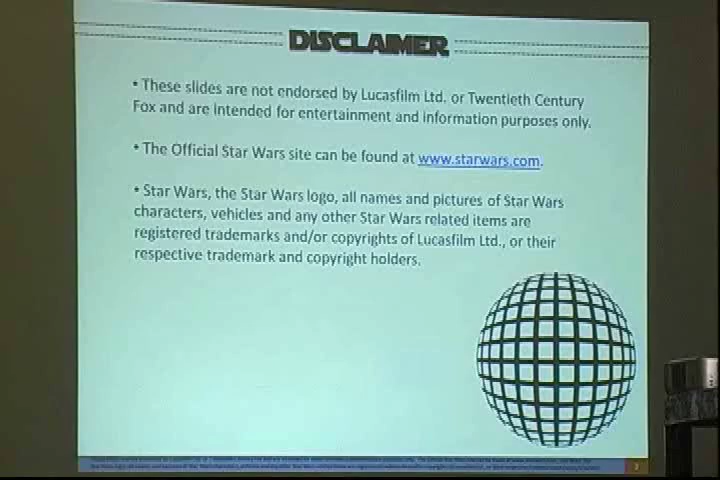 DISCLAIMER
• These slides are not endorsed by Lucasfilm Ltd. or Twentieth Century
Fox and are intended for entertainment and information purposes only.
• The Official Star Wars site can be found at www.starwars.com.
• Star Wars, the Star Wars logo, all names and pictures of Star Wars
characters, vehicles and any other Star Wars related items are
registered trademarks and/or copyrights of Lucasfilm Ltd., or their
respective trademark and copyright holders.